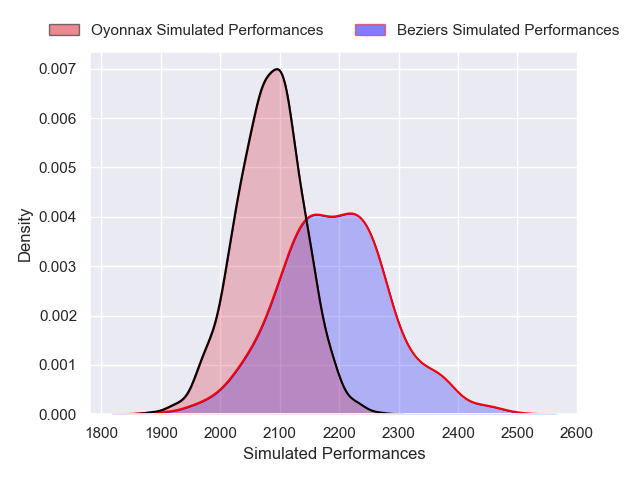 Oyonnax Simulated Performances
Beziers Simulated Performances
0.007
0.006
0.005
0.004
0.003
0.002
0.001
0.000
Density
1800 1900 2000 2100 2200 2300 2400 2500 2600
Simulated Performances